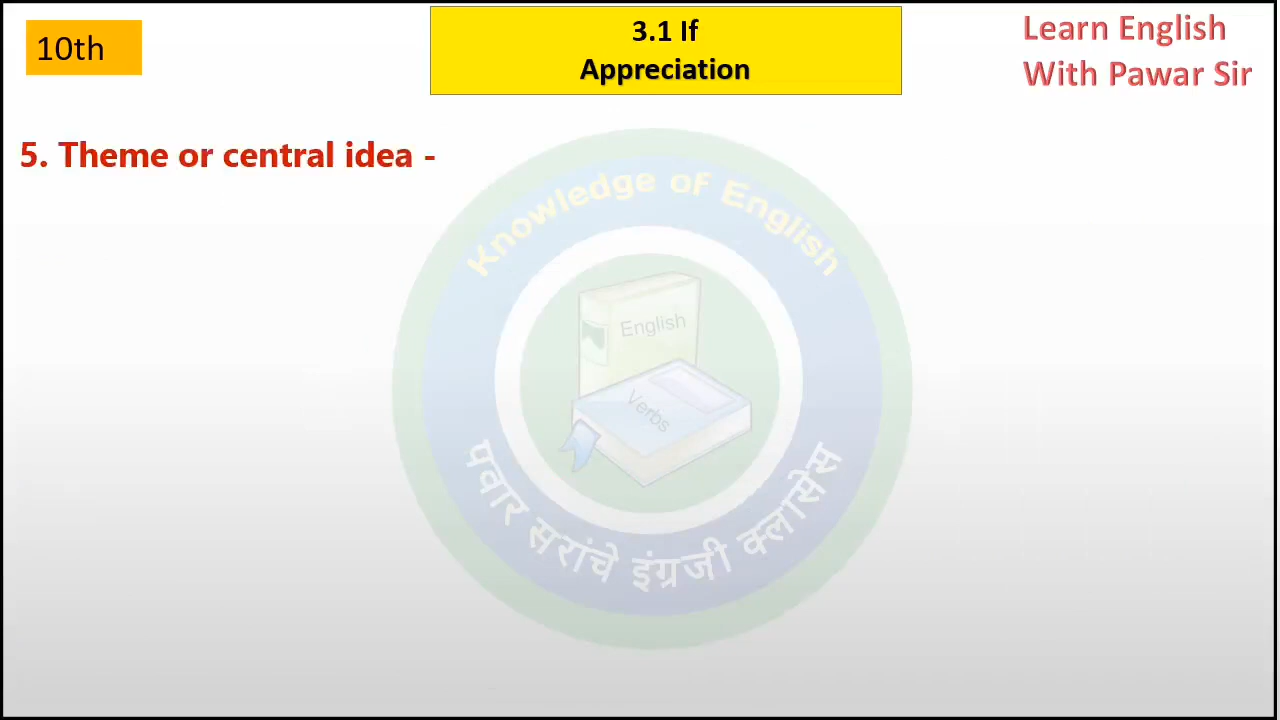 10th
3.1 If
Appreciation
Learn English
With Pawar Sir
5. Theme or central idea -
Knowledge of English
English
Verbs
पवार सरांचे इंग्रजी क्लासेस